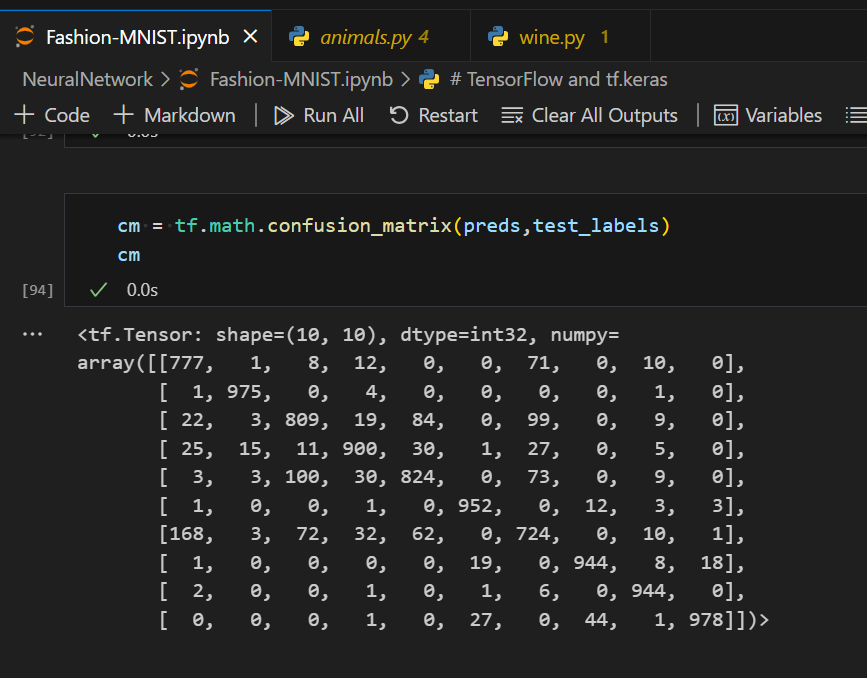 Fashion-MNIST.ipynb × animals.py 4 wine.py 1
NeuralNetwork > Fashion-MNIST.ipynb > # TensorFlow and tf.keras
+ Code + Markdown | Run All Restart Clear All Outputs | Variables
cm = tf.math.confusion_matrix(preds,test_labels)
cm
[94] ✓ 0.0s
... <tf.Tensor: shape=(10, 10), dtype=int32, numpy=
array([[777,   1,   8,  12,   0,   0,  71,   0,  10,   0],
       [  1, 975,   0,   4,   0,   0,   0,   0,   1,   0],
       [ 22,   3, 809,  19,  84,   0,  99,   0,   9,   0],
       [ 25,  15,  11, 900,  30,   1,  27,   0,   5,   0],
       [  3,   3, 100,  30, 824,   0,  73,   0,   9,   0],
       [  1,   0,   0,   1,   0, 952,   0,  12,   3,   3],
       [168,   3,  72,  32,  62,   0, 724,   0,  10,   1],
       [  1,   0,   0,   0,   0,  19,   0, 944,   8,  18],
       [  2,   0,   0,   1,   0,   1,   6,   0, 944,   0],
       [  0,   0,   0,   1,   0,  27,   0,  44,   1, 978]])>